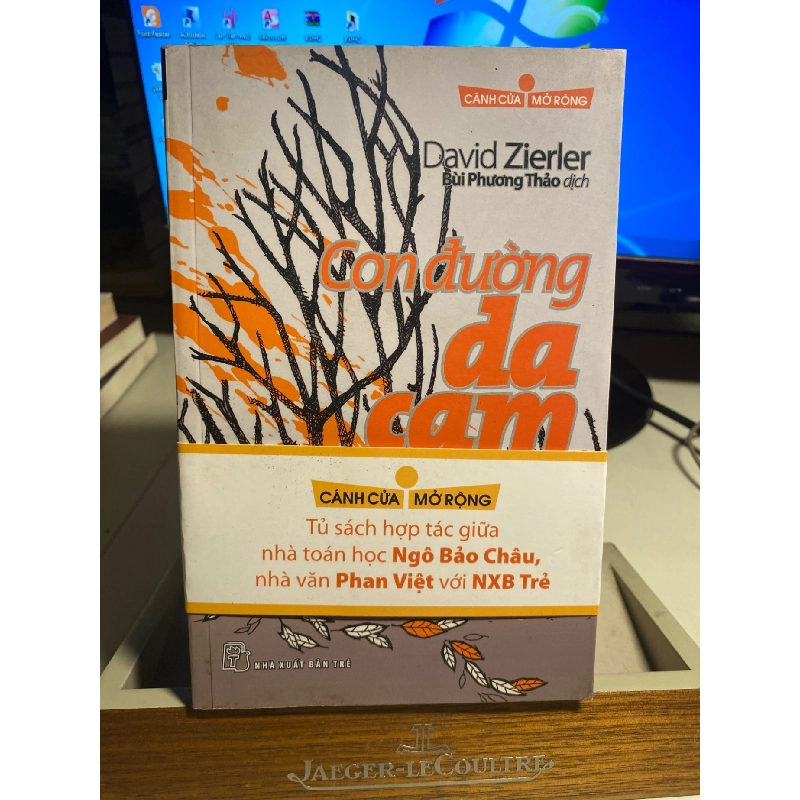 CÁNH CỬA MỞ RỘNG
David Zierler
Bùi Phương Thảo dịch
Con đường
da
cam
CÁNH CỬA MỞ RỘNG
Tủ sách hợp tác giữa
nhà toán học Ngô Bảo Châu,
nhà văn Phan Việt với NXB Trẻ
NHÀ XUẤT BẢN TRẺ
JAEGER-LECOULTRE